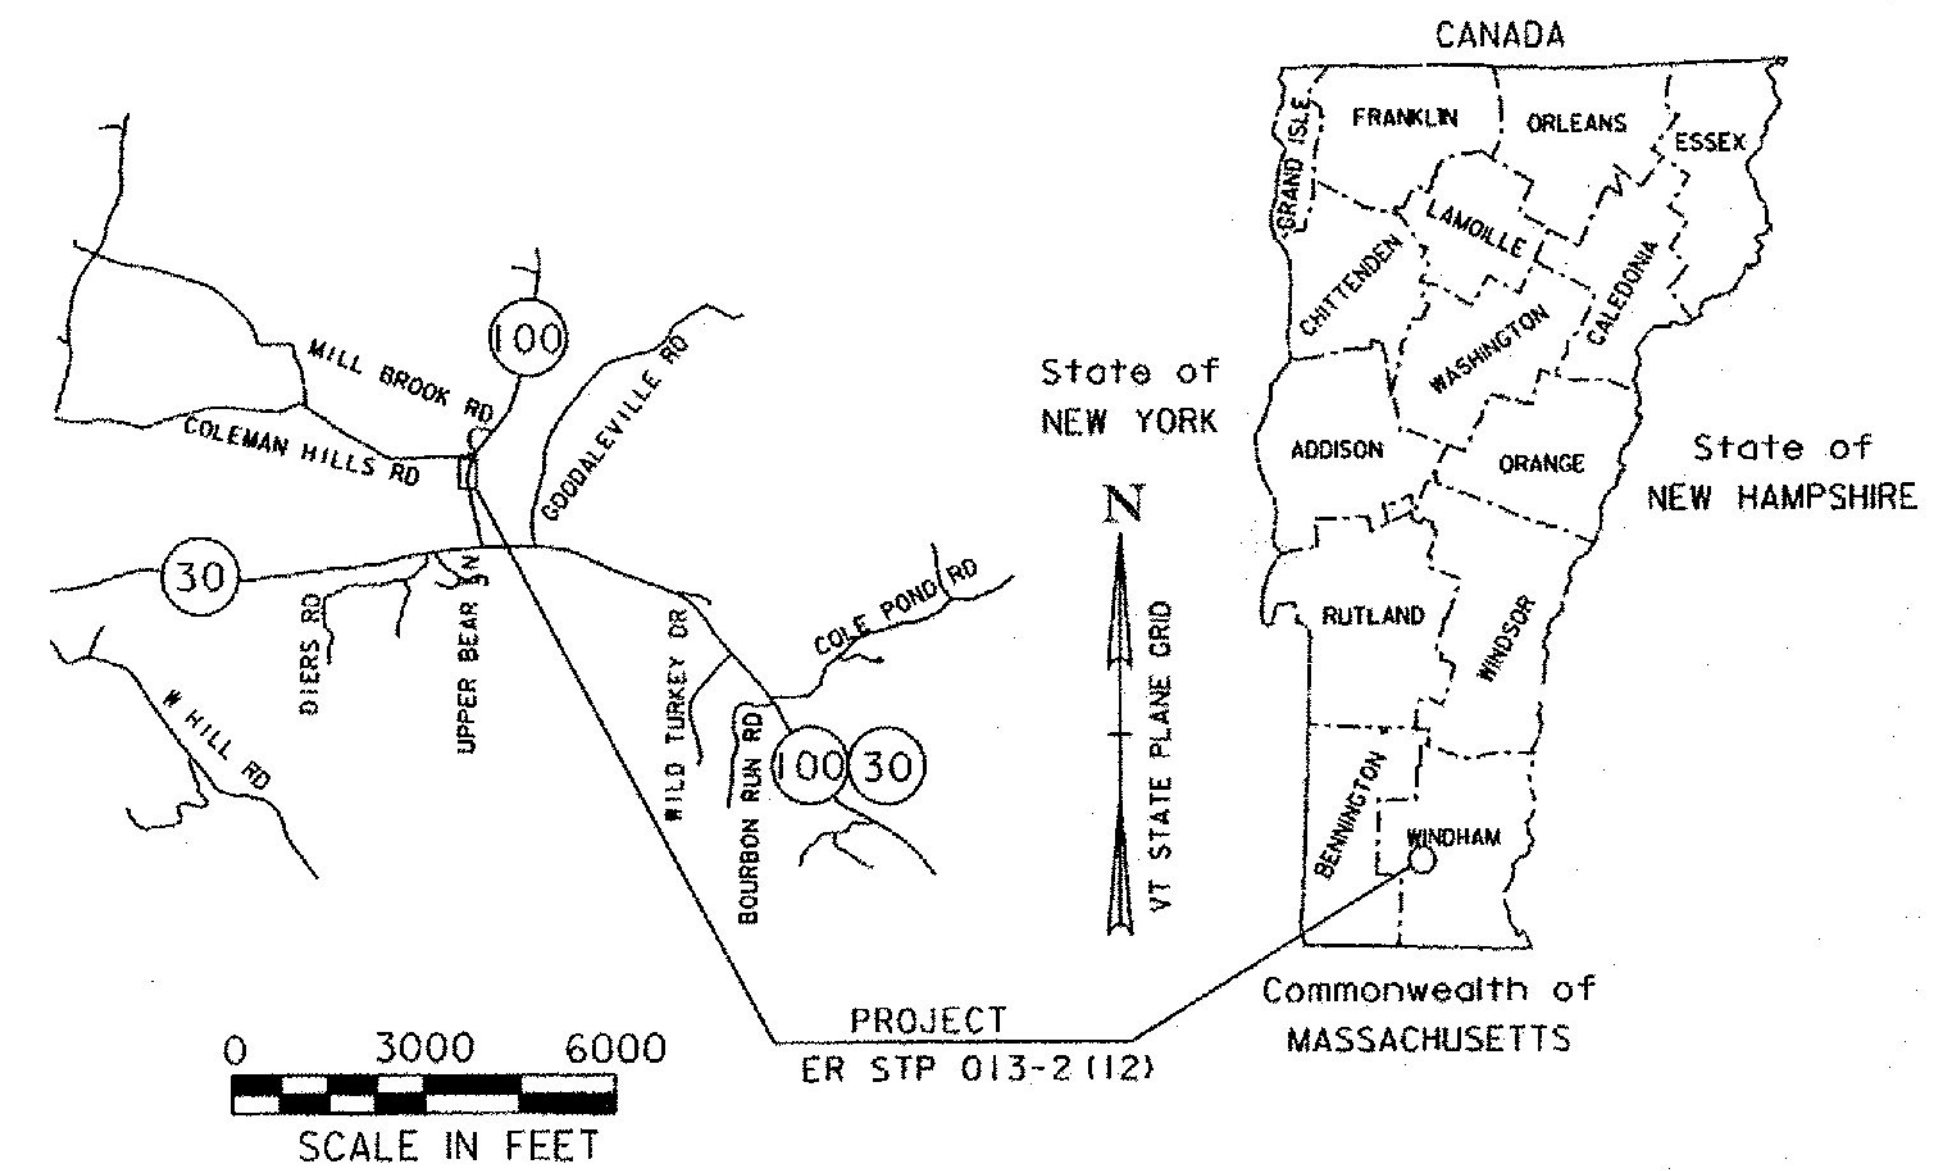 CANADA
GRAND ISLE
FRANKLIN
ORLEANS
ESSEX
LAMOILLE
CHITTENDEN
WASHINGTON
CALEDONIA
State of
NEW YORK
ADDISON
ORANGE
State of
NEW HAMPSHIRE
RUTLAND
WINDSOR
BENNINGTON
WINDHAM
Commonwealth of
MASSACHUSETTS
N
VT STATE PLANE GRID
100
MILL BROOK RD
COLEMAN HILLS RD
GOODALEVILLE RD
30
DIERS RD
UPPER BEAR LN
W HILL RD
WILD TURKEY DR
COLE POND RD
BOURBON RUN RD
100 30
PROJECT
ER STP 013-2(12)
0 3000 6000
SCALE IN FEET